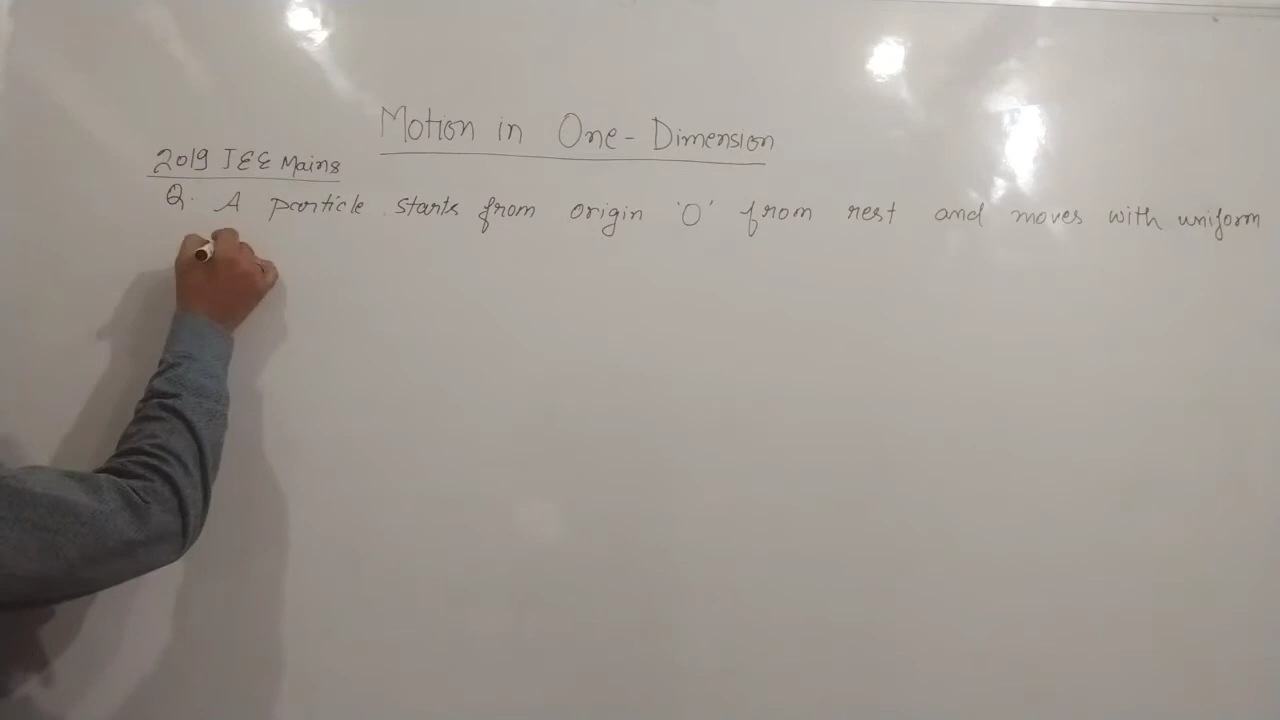 Motion in One-Dimension
2019 JEE Mains
Q. A particle starts from origin 'O' from rest and moves with uniform